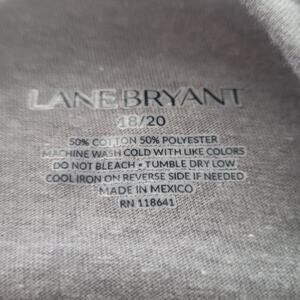 LANE BRYANT
18/20
50% COTTON 50% POLYESTER
MACHINE WASH COLD WITH LIKE COLORS
DO NOT BLEACH • TUMBLE DRY LOW
COOL IRON ON REVERSE SIDE IF NEEDED
MADE IN MEXICO
RN 118641